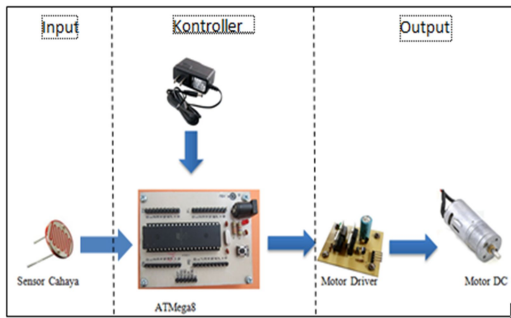 Input
Kontroller
Output
Sensor Cahaya
ATMega8
Motor Driver
Motor DC